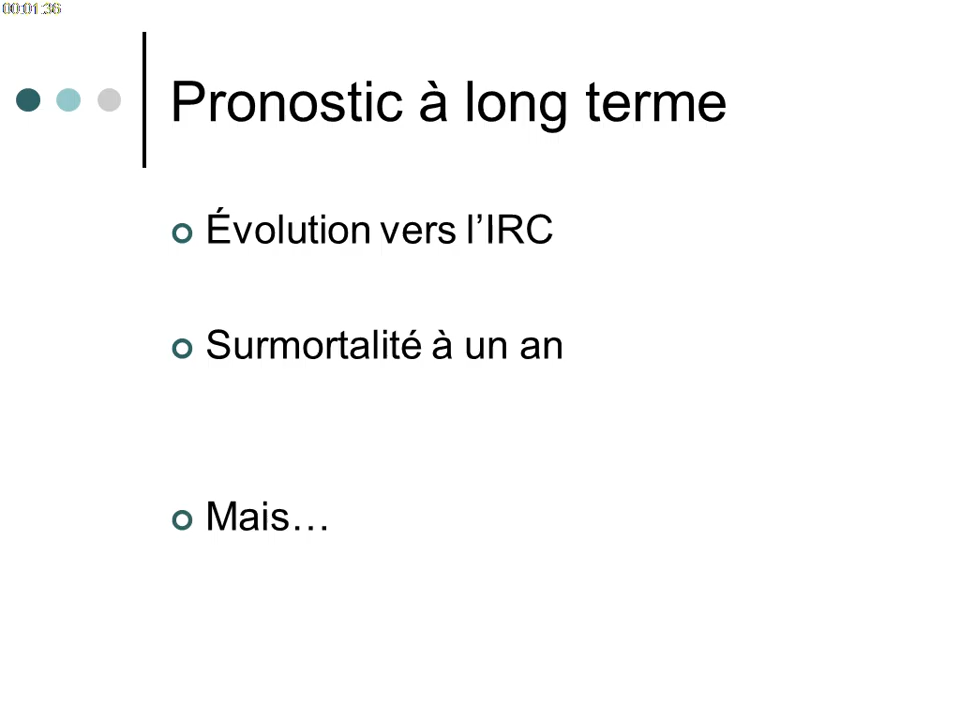 00:01:36
Pronostic à long terme
Évolution vers l’IRC
Surmortalité à un an
Mais…